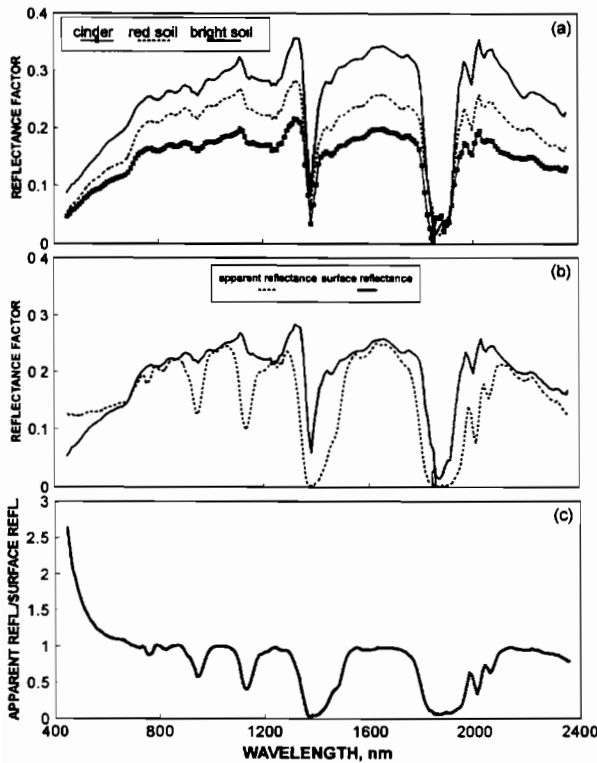 0.4
(a)
cinder red soil bright soil
0.3
0.2
0.1
0
REFLECTANCE FACTOR
0 4
(b)
apparent reflectance surface reflectance
0 3
0.2
0.1
0
REFLECTANCE FACTOR
3
(c)
2.5
2
1.5
1
0.5
0
APPARENT REFL./SURFACE REFL.
400 800 1200 1600 2000 2400
WAVELENGTH, nm